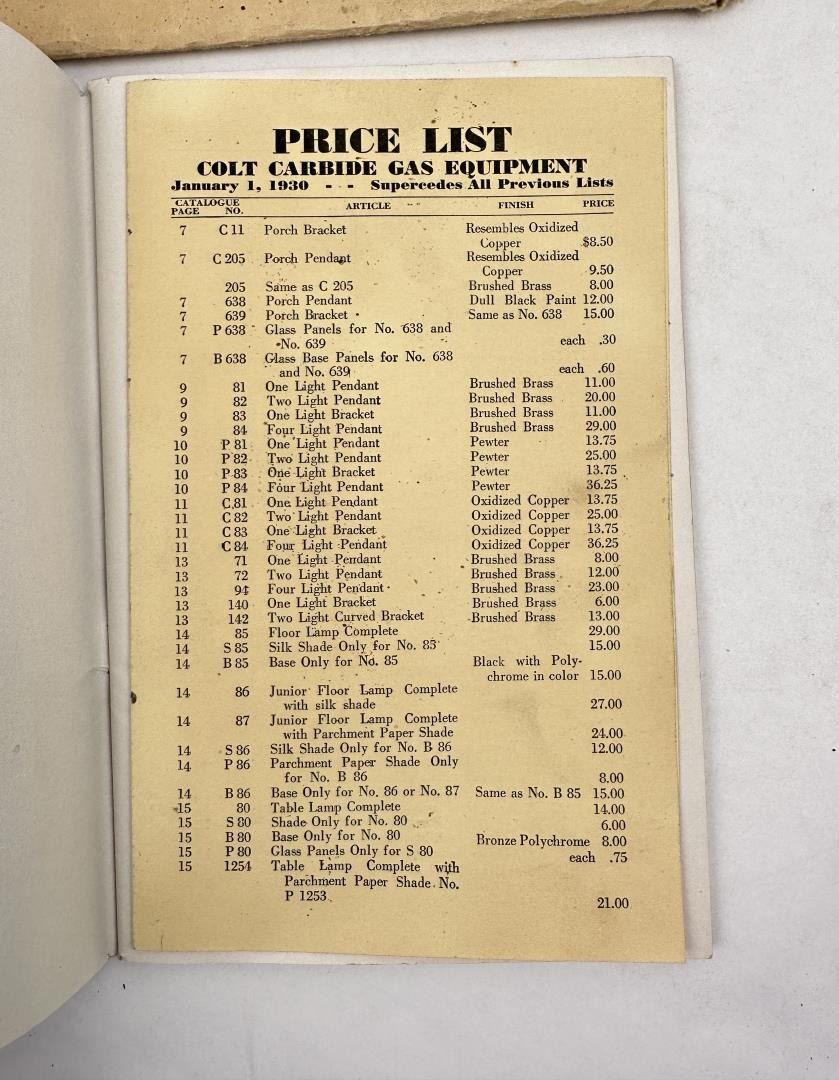 PRICE LIST
COLT CARBIDE GAS EQUIPMENT
January 1, 1930 - - Supercedes All Previous Lists
CATALOGUE
PAGE NO. ARTICLE FINISH PRICE
7 C 11 Porch Bracket Resembles Oxidized
Copper $8.50
7 C 205 Porch Pendant Resembles Oxidized
Copper 9.50
205 Same as C 205 Brushed Brass 8.00
7 638 Porch Pendant Dull Black Paint 12.00
7 639 Porch Bracket Same as No. 638 15.00
7 P 638 Glass Panels for No. 638 and
No. 639 each .30
7 B 638 Glass Base Panels for No. 638
and No. 639 each .60
9 81 One Light Pendant Brushed Brass 11.00
9 82 Two Light Pendant Brushed Brass 20.00
9 83 One Light Bracket Brushed Brass 11.00
9 84 Four Light Pendant Brushed Brass 29.00
10 P 81 One Light Pendant Pewter 13.75
10 P 82 Two Light Pendant Pewter 25.00
10 P 83 One Light Bracket Pewter 13.75
10 P 84 Four Light Pendant Pewter 36.25
11 C 81 One Light Pendant Oxidized Copper 13.75
11 C 82 Two Light Pendant Oxidized Copper 25.00
11 C 83 One Light Bracket Oxidized Copper 13.75
11 C 84 Four Light Pendant Oxidized Copper 36.25
13 71 One Light Pendant Brushed Brass 8.00
13 72 Two Light Pendant Brushed Brass 12.00
13 94 Four Light Pendant Brushed Brass 23.00
13 140 One Light Bracket Brushed Brass 6.00
13 142 Two Light Curved Bracket Brushed Brass 13.00
14 85 Floor Lamp Complete 29.00
14 S 85 Silk Shade Only for No. 85 15.00
14 B 85 Base Only for No. 85 Black with Poly-
chrome in color 15.00
14 86 Junior Floor Lamp Complete
with silk shade 27.00
14 87 Junior Floor Lamp Complete
with Parchment Paper Shade 24.00
14 S 86 Silk Shade Only for No. B 86 12.00
14 P 86 Parchment Paper Shade Only
for No. B 86 8.00
14 B 86 Base Only for No. 86 or No. 87 Same as No. B 85 15.00
15 80 Table Lamp Complete 14.00
15 S 80 Shade Only for No. 80 6.00
15 B 80 Base Only for No. 80 Bronze Polychrome 8.00
15 P 80 Glass Panels Only for S 80 each .75
15 1254 Table Lamp Complete with
Parchment Paper Shade No.
P 1253 21.00